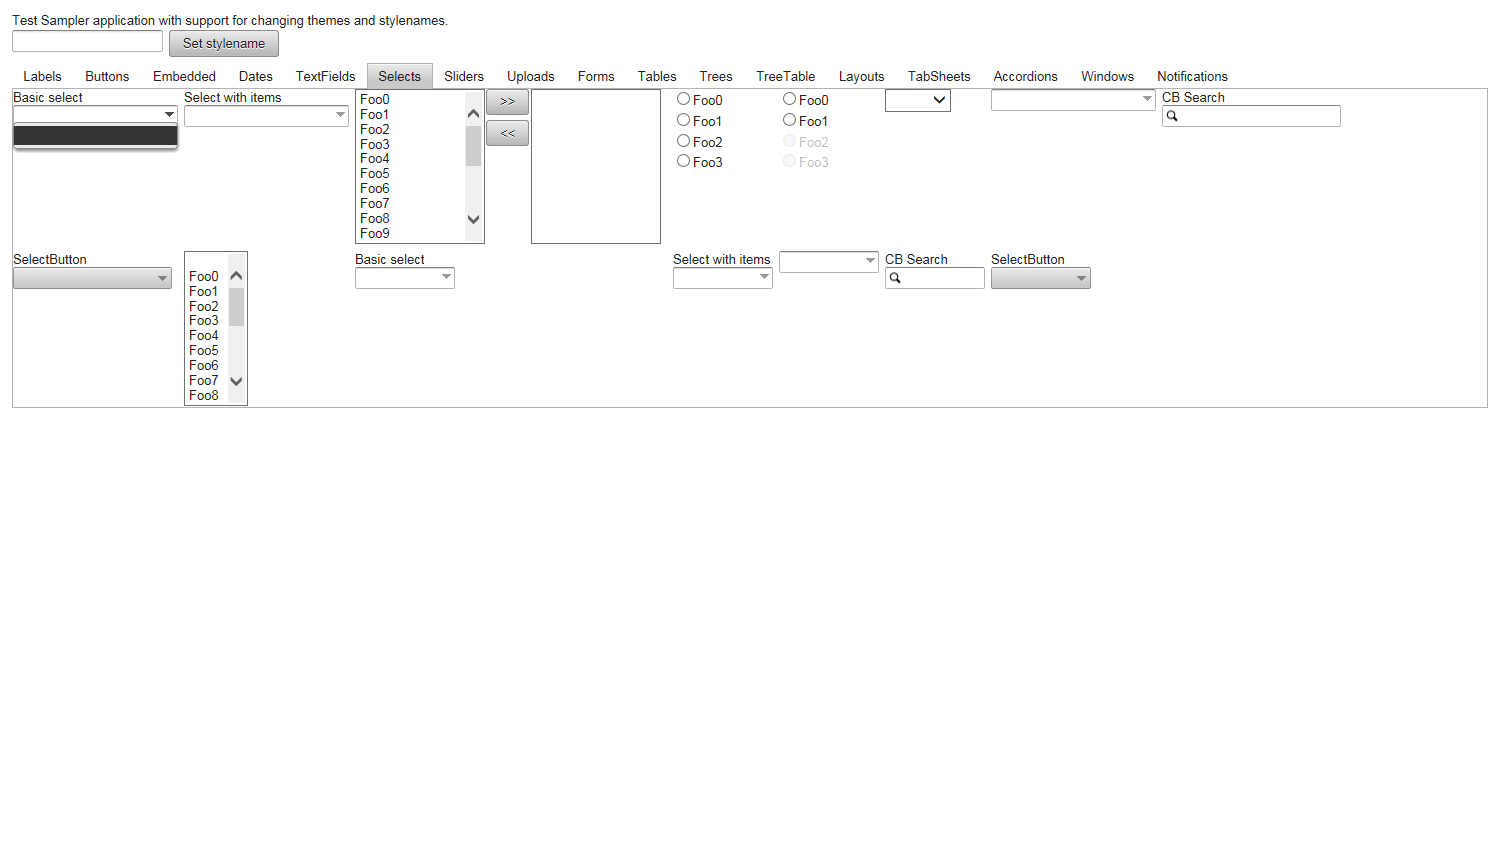 Test Sampler application with support for changing themes and stylenames.
Set stylename
Labels Buttons Embedded Dates TextFields Selects Sliders Uploads Forms Tables Trees TreeTable Layouts TabSheets Accordions Windows Notifications
Basic select
Select with items
Foo0
Foo1
Foo2
Foo3
Foo4
Foo5
Foo6
Foo7
Foo8
Foo9
>>
<<
Foo0
Foo1
Foo2
Foo3
Foo0
Foo1
Foo2
Foo3
CB Search
SelectButton
Foo0
Foo1
Foo2
Foo3
Foo4
Foo5
Foo6
Foo7
Foo8
Basic select
Select with items
CB Search
SelectButton